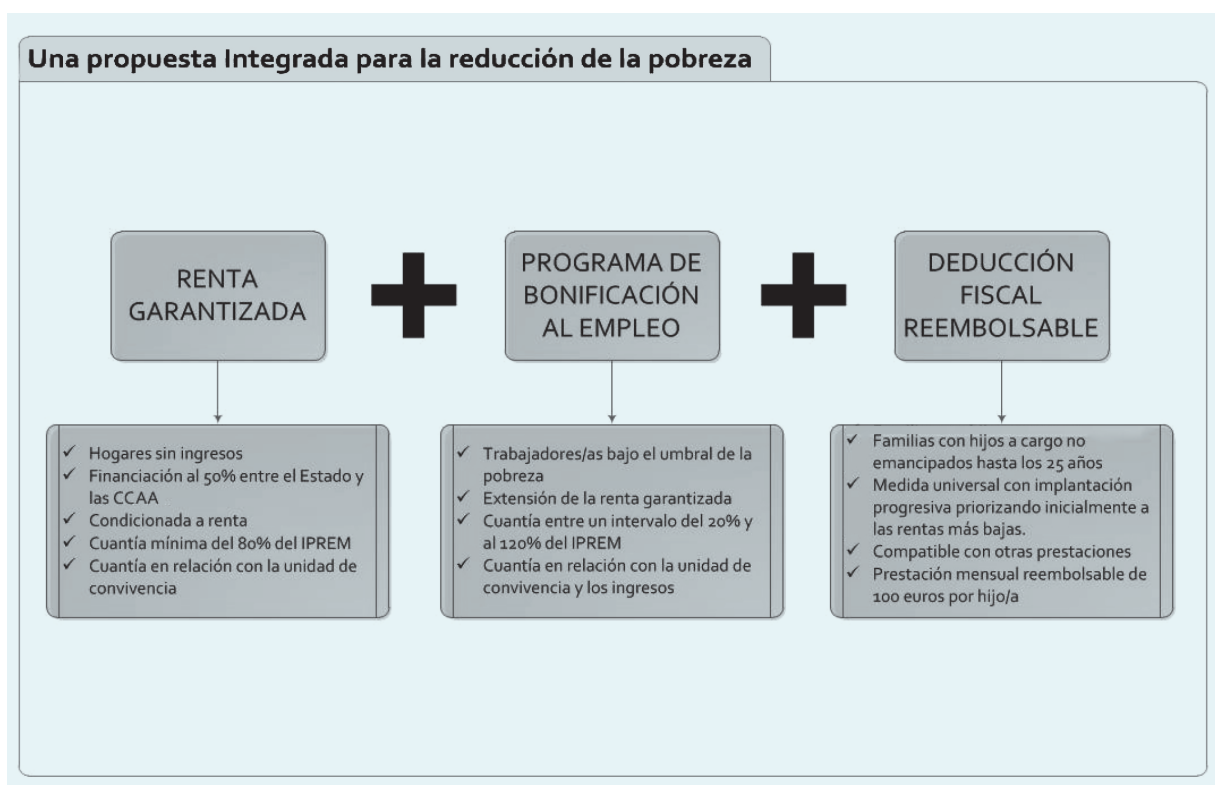 Una propuesta Integrada para la reducción de la pobreza
RENTA
GARANTIZADA
PROGRAMA DE
BONIFICACIÓN
AL EMPLEO
DEDUCCIÓN
FISCAL
REEMBOLSABLE
✓ Hogares sin ingresos
✓ Financiación al 50% entre el Estado y
las CCAA
✓ Condicionada a renta
✓ Cuantía mínima del 80% del IPREM
✓ Cuantía en relación con la unidad de
convivencia
✓ Trabajadores/as bajo el umbral de la
pobreza
✓ Extensión de la renta garantizada
✓ Cuantía entre un intervalo del 20% y
al 120% del IPREM
✓ Cuantía en relación con la unidad de
convivencia y los ingresos
✓ Familias con hijos a cargo no
emancipados hasta los 25 años
✓ Medida universal con implantación
progresiva priorizando inicialmente a
las rentas más bajas.
✓ Compatible con otras prestaciones
✓ Prestación mensual reembolsable de
100 euros por hijo/a